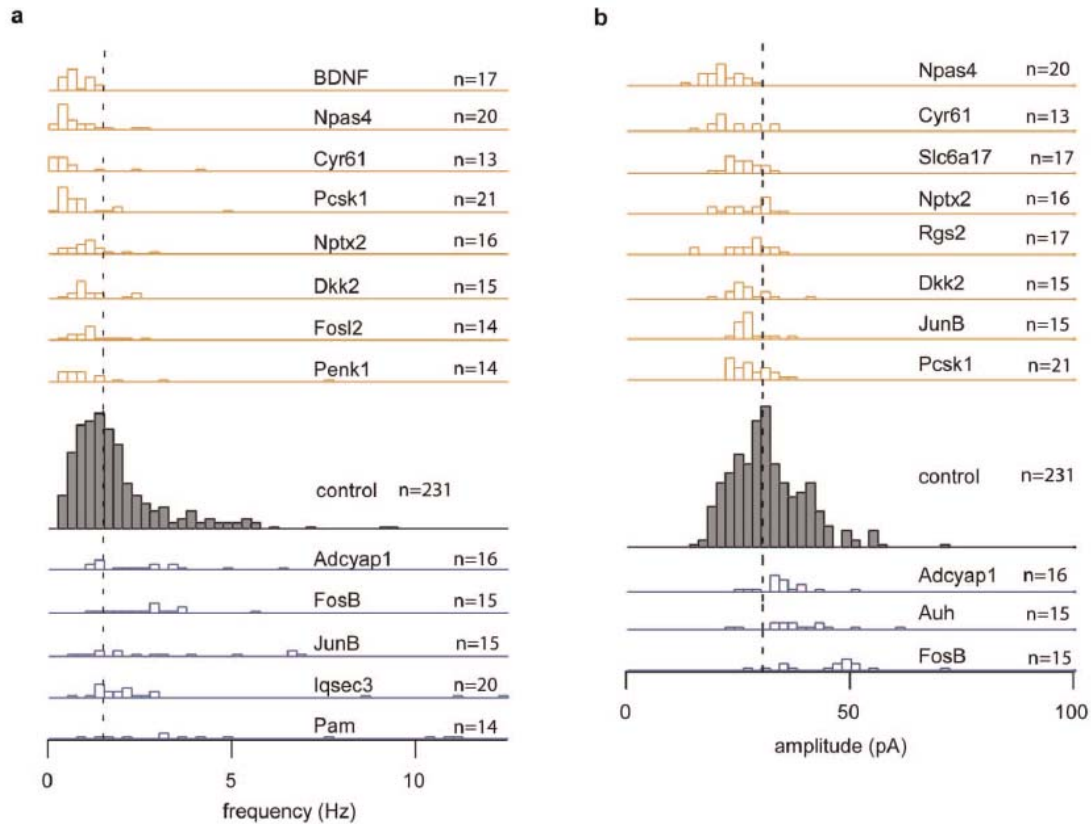 a
BDNF n=17
Npas4 n=20
Cyr61 n=13
Pcsk1 n=21
Nptx2 n=16
Dkk2 n=15
Fosl2 n=14
Penk1 n=14
control n=231
Adcyap1 n=16
FosB n=15
JunB n=15
Iqsec3 n=20
Pam n=14
0 5 10
frequency (Hz)
b
Npas4 n=20
Cyr61 n=13
Slc6a17 n=17
Nptx2 n=16
Rgs2 n=17
Dkk2 n=15
JunB n=15
Pcsk1 n=21
control n=231
Adcyap1 n=16
Auh n=15
FosB n=15
0 50 100
amplitude (pA)